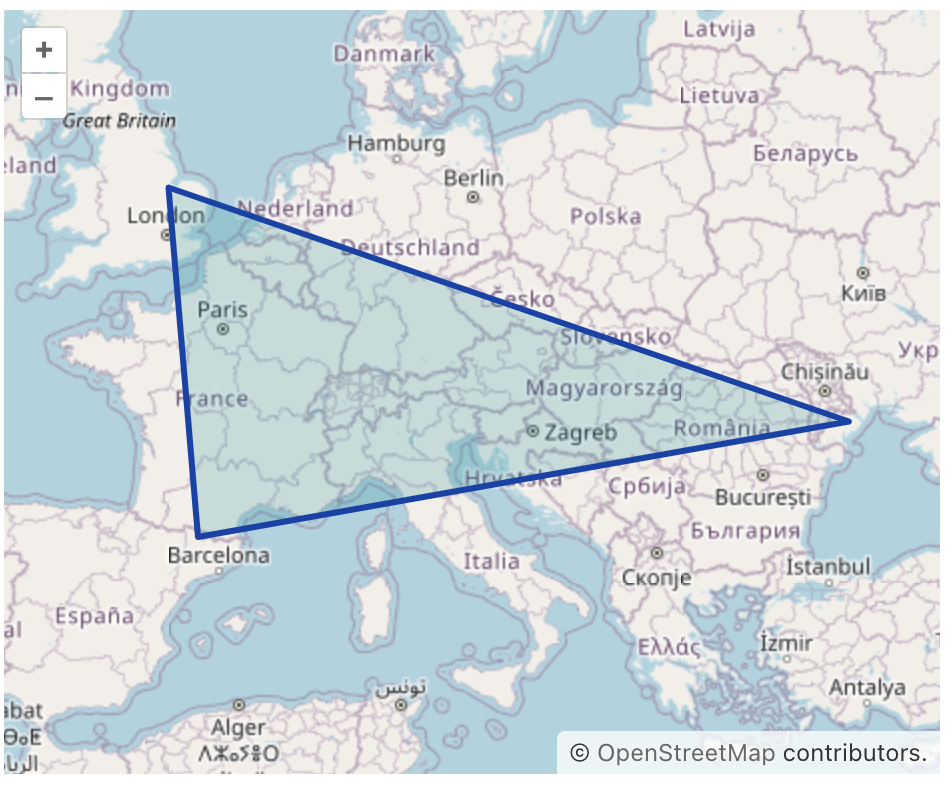 +
−
Latvija
Danmark
Kingdom
Lietuva
Great Britain
Hamburg
Беларусь
eland
Berlin
Nederland
London
Polska
Deutschland
Київ
Česko
Paris
Slovensko
Укр
Chișinău
Magyarország
France
România
Zagreb
Hrvatska
Србија
București
България
Barcelona
Italia
İstanbul
Скопје
España
al
Ελλάς
İzmir
تونس
Antalya
abat
Alger
© OpenStreetMap contributors.